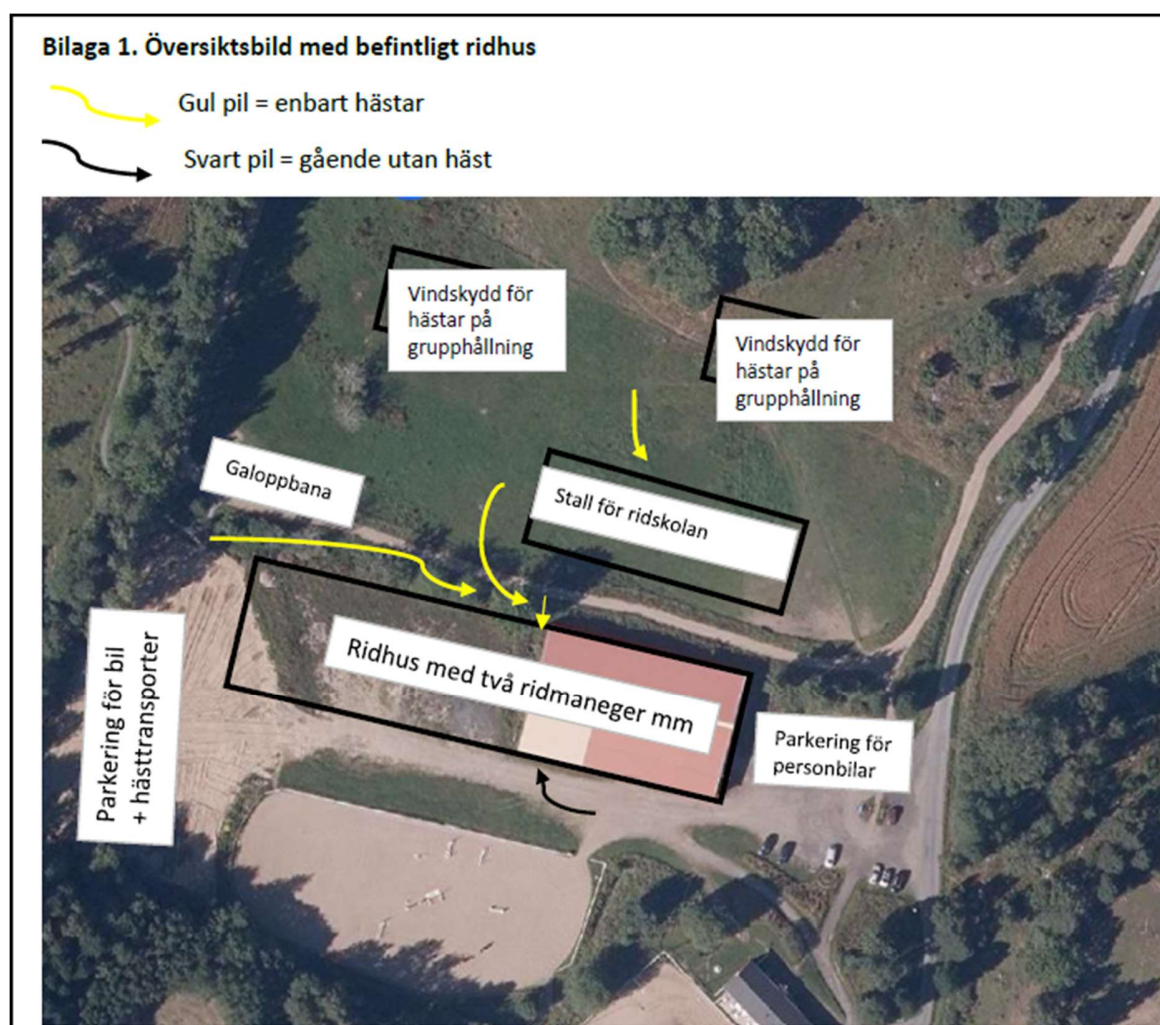 Bilaga 1. Översiktsbild med befintligt ridhus
Gul pil = enbart hästar
Svart pil = gående utan häst
Vindskydd för
hästar på
grupphållning
Vindskydd för
hästar på
grupphållning
Galoppbana
Stall för ridskolan
Parkering för bil
+ hästtransporter
Ridhus med två ridmaneger mm
Parkering för
personbilar